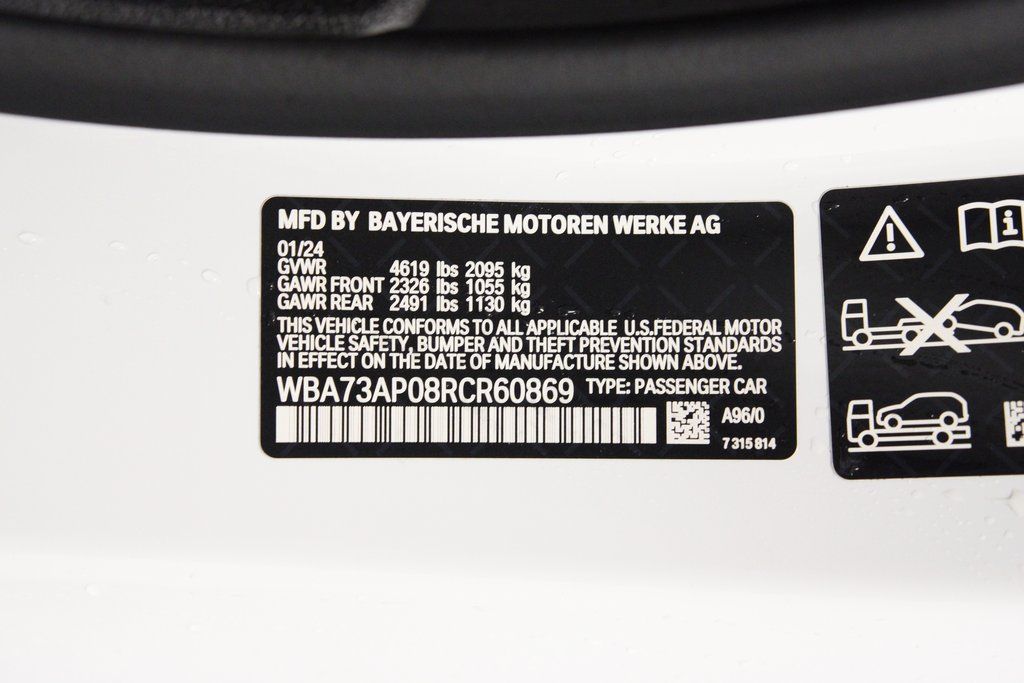 MFD BY BAYERISCHE MOTOREN WERKE AG
01/24
GVWR 4619 lbs 2095 kg
GAWR FRONT 2326 lbs 1055 kg
GAWR REAR 2491 lbs 1130 kg
THIS VEHICLE CONFORMS TO ALL APPLICABLE U.S.FEDERAL MOTOR
VEHICLE SAFETY, BUMPER AND THEFT PREVENTION STANDARDS
IN EFFECT ON THE DATE OF MANUFACTURE SHOWN ABOVE.
WBA73AP08RCR60869 TYPE: PASSENGER CAR
A96/0
7 315 814